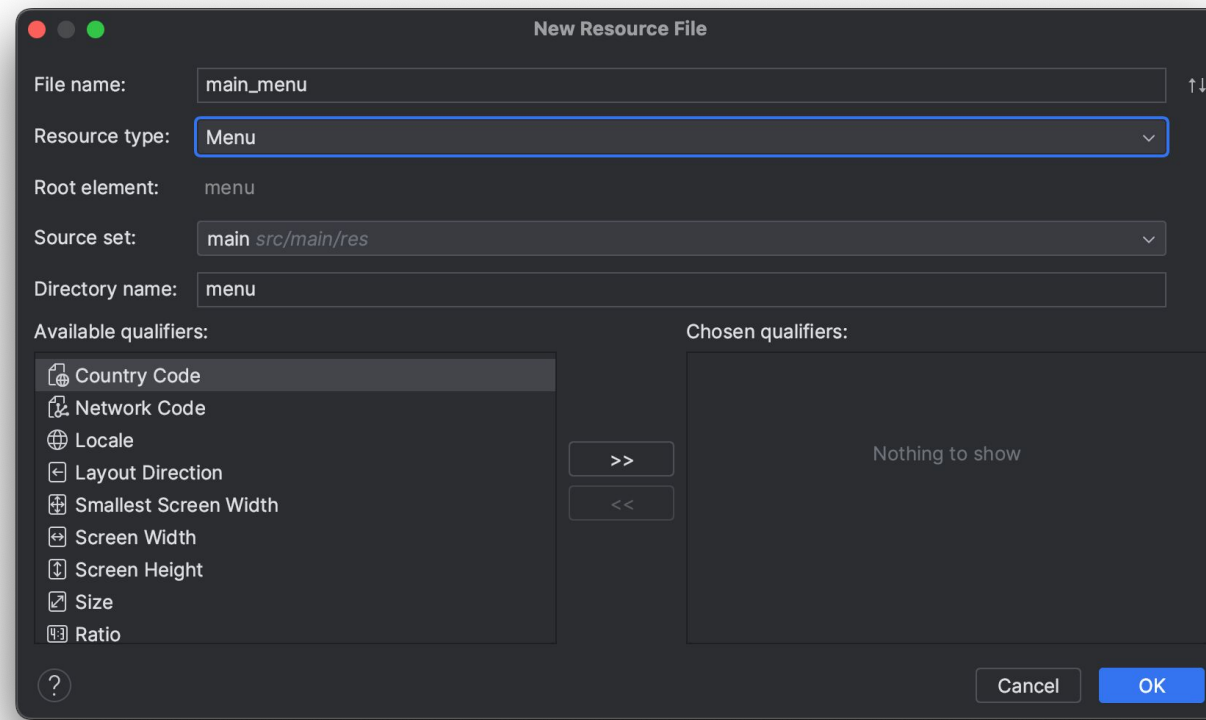 New Resource File
File name: main_menu
Resource type: Menu
Root element: menu
Source set: main src/main/res
Directory name: menu
Available qualifiers: Chosen qualifiers:
Country Code
Network Code
Locale
Layout Direction
Smallest Screen Width
Screen Width
Screen Height
Size
4:3 Ratio
>>
<<
Nothing to show
? Cancel OK